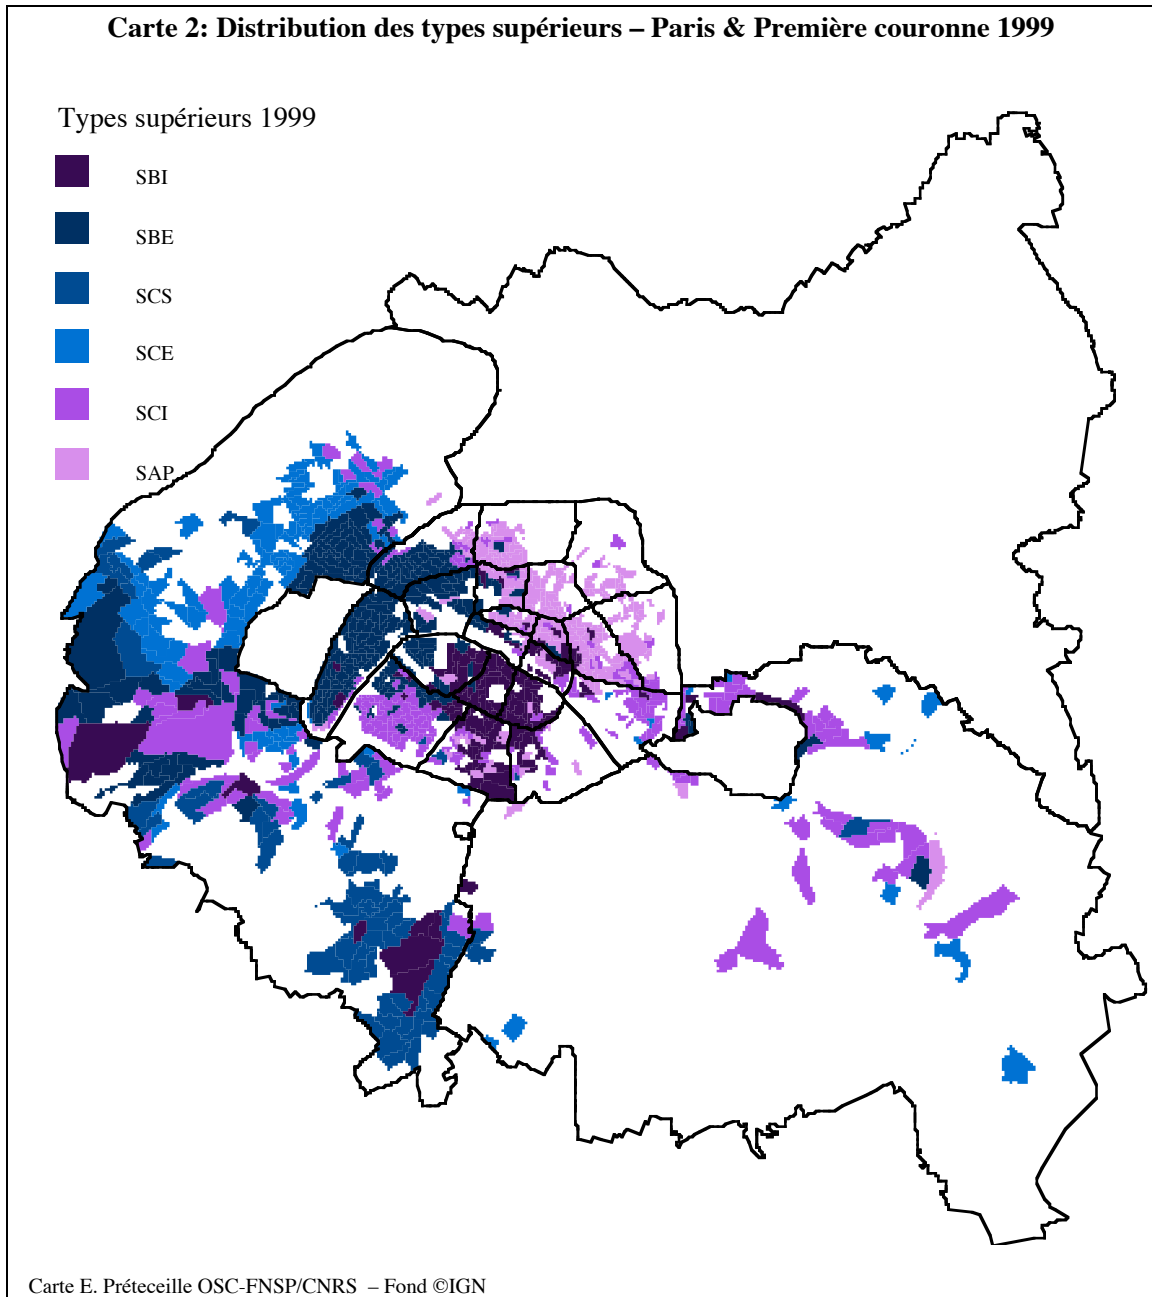 Carte 2: Distribution des types supérieurs – Paris & Première couronne 1999
Types supérieurs 1999
SBI
SBE
SCS
SCE
SCI
SAP
Carte E. Préteceille OSC-FNSP/CNRS – Fond ©IGN